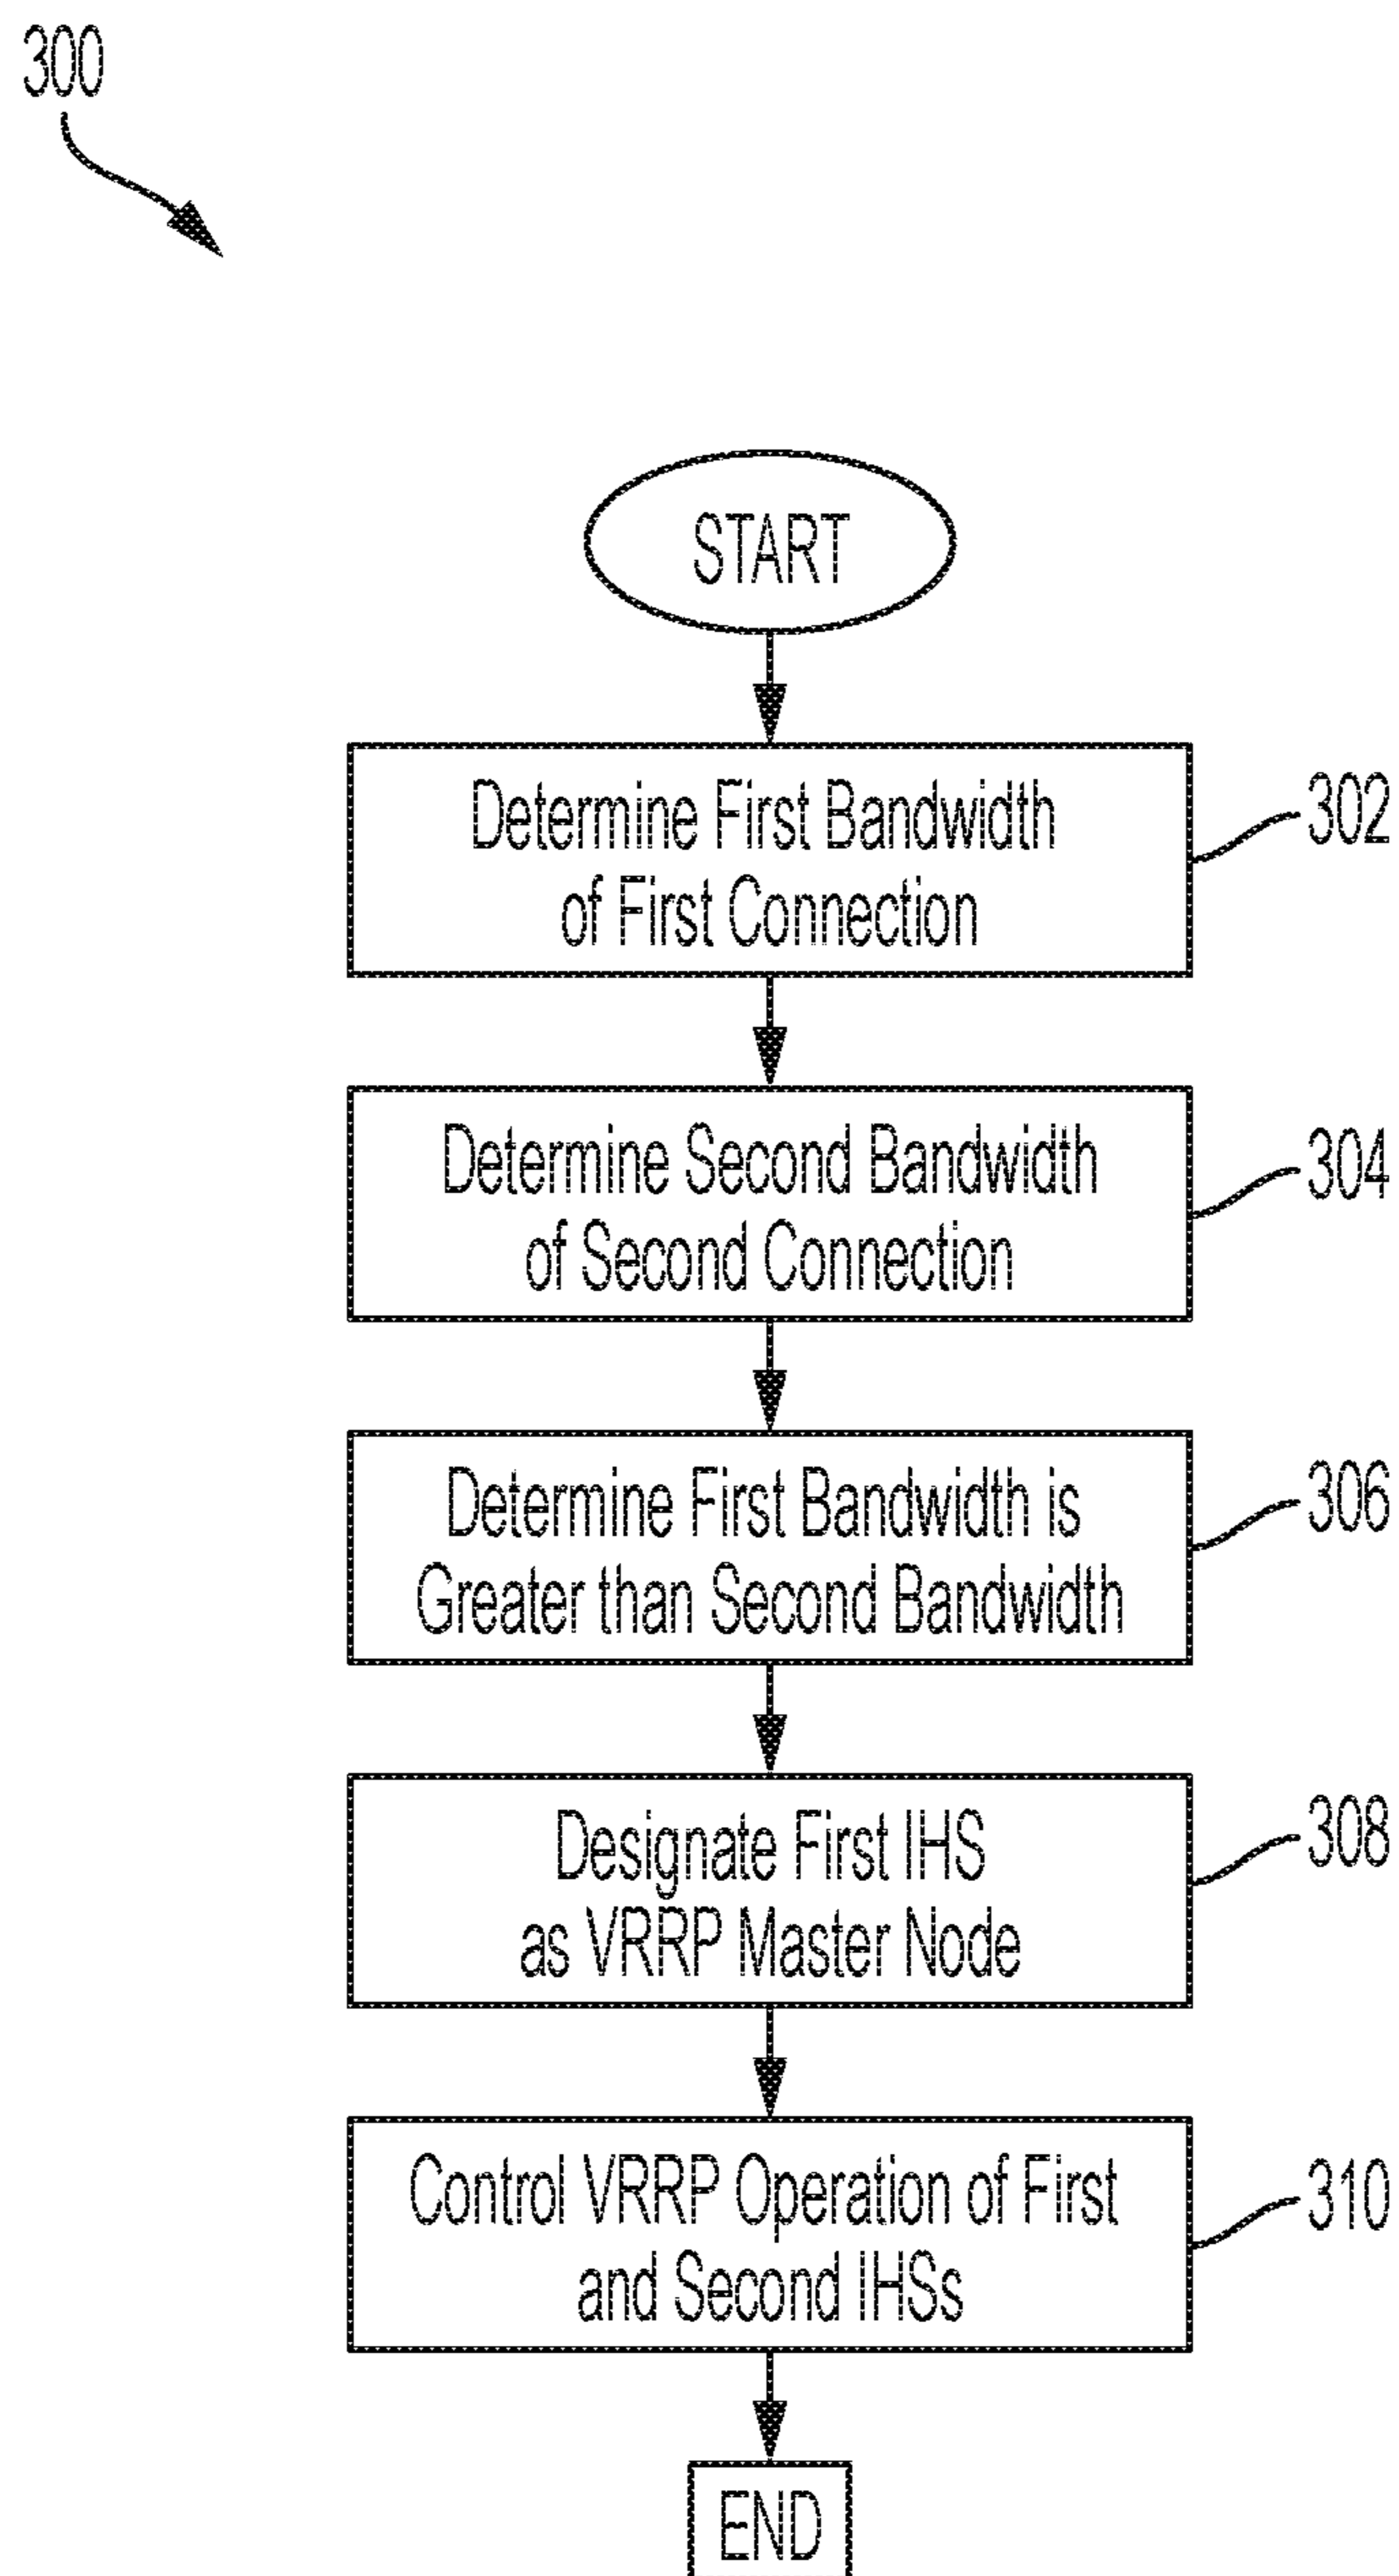 300
START
Determine First Bandwidth
of First Connection
302
Determine Second Bandwidth
of Second Connection
304
Determine First Bandwidth is
Greater than Second Bandwidth
306
Designate First IHS
as VRRP Master Node
308
Control VRRP Operation of First
and Second IHSs
310
END